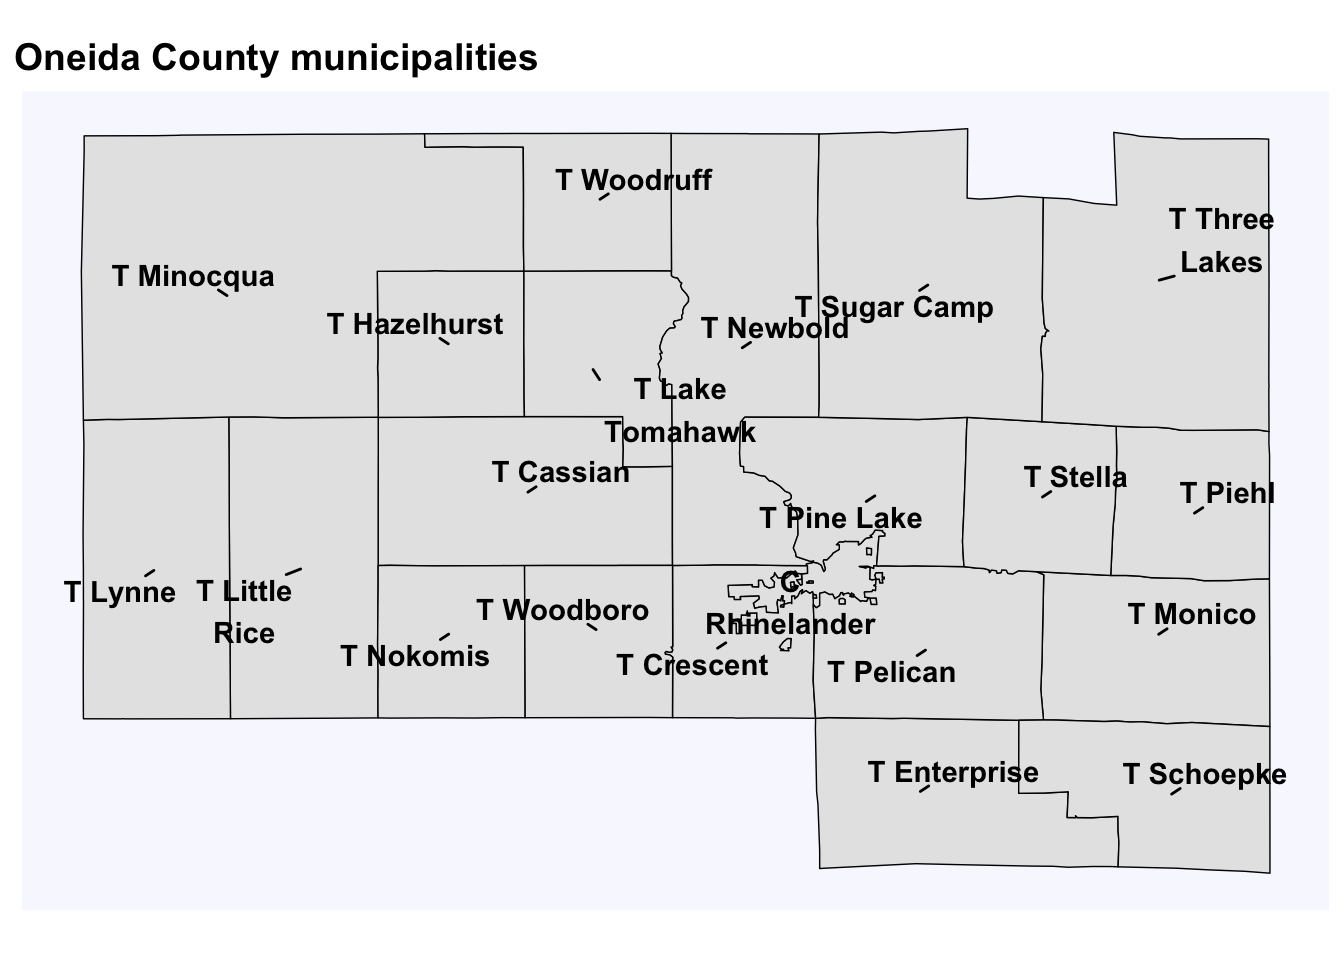 Oneida County municipalities
T Woodruff
T Three
Lakes
T Minocqua
T Sugar Camp
T Hazelhurst
T Newbold
T Lake
Tomahawk
T Cassian
T Stella
T Piehl
T Pine Lake
C
Rhinelander
T Lynne
T Little
Rice
T Woodboro
T Monico
T Nokomis
T Crescent
T Pelican
T Enterprise
T Schoepke